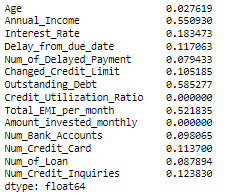 Age 0.027619
Annual_Income 0.550930
Interest_Rate 0.183473
Delay_from_due_date 0.117063
Num_of_Delayed_Payment 0.079433
Changed_Credit_Limit 0.105185
Outstanding_Debt 0.585277
Credit_Utilization_Ratio 0.000000
Total_EMI_per_month 0.521835
Amount_invested_monthly 0.000000
Num_Bank_Accounts 0.098065
Num_Credit_Card 0.113700
Num_of_Loan 0.087894
Num_Credit_Inquiries 0.123830
dtype: float64